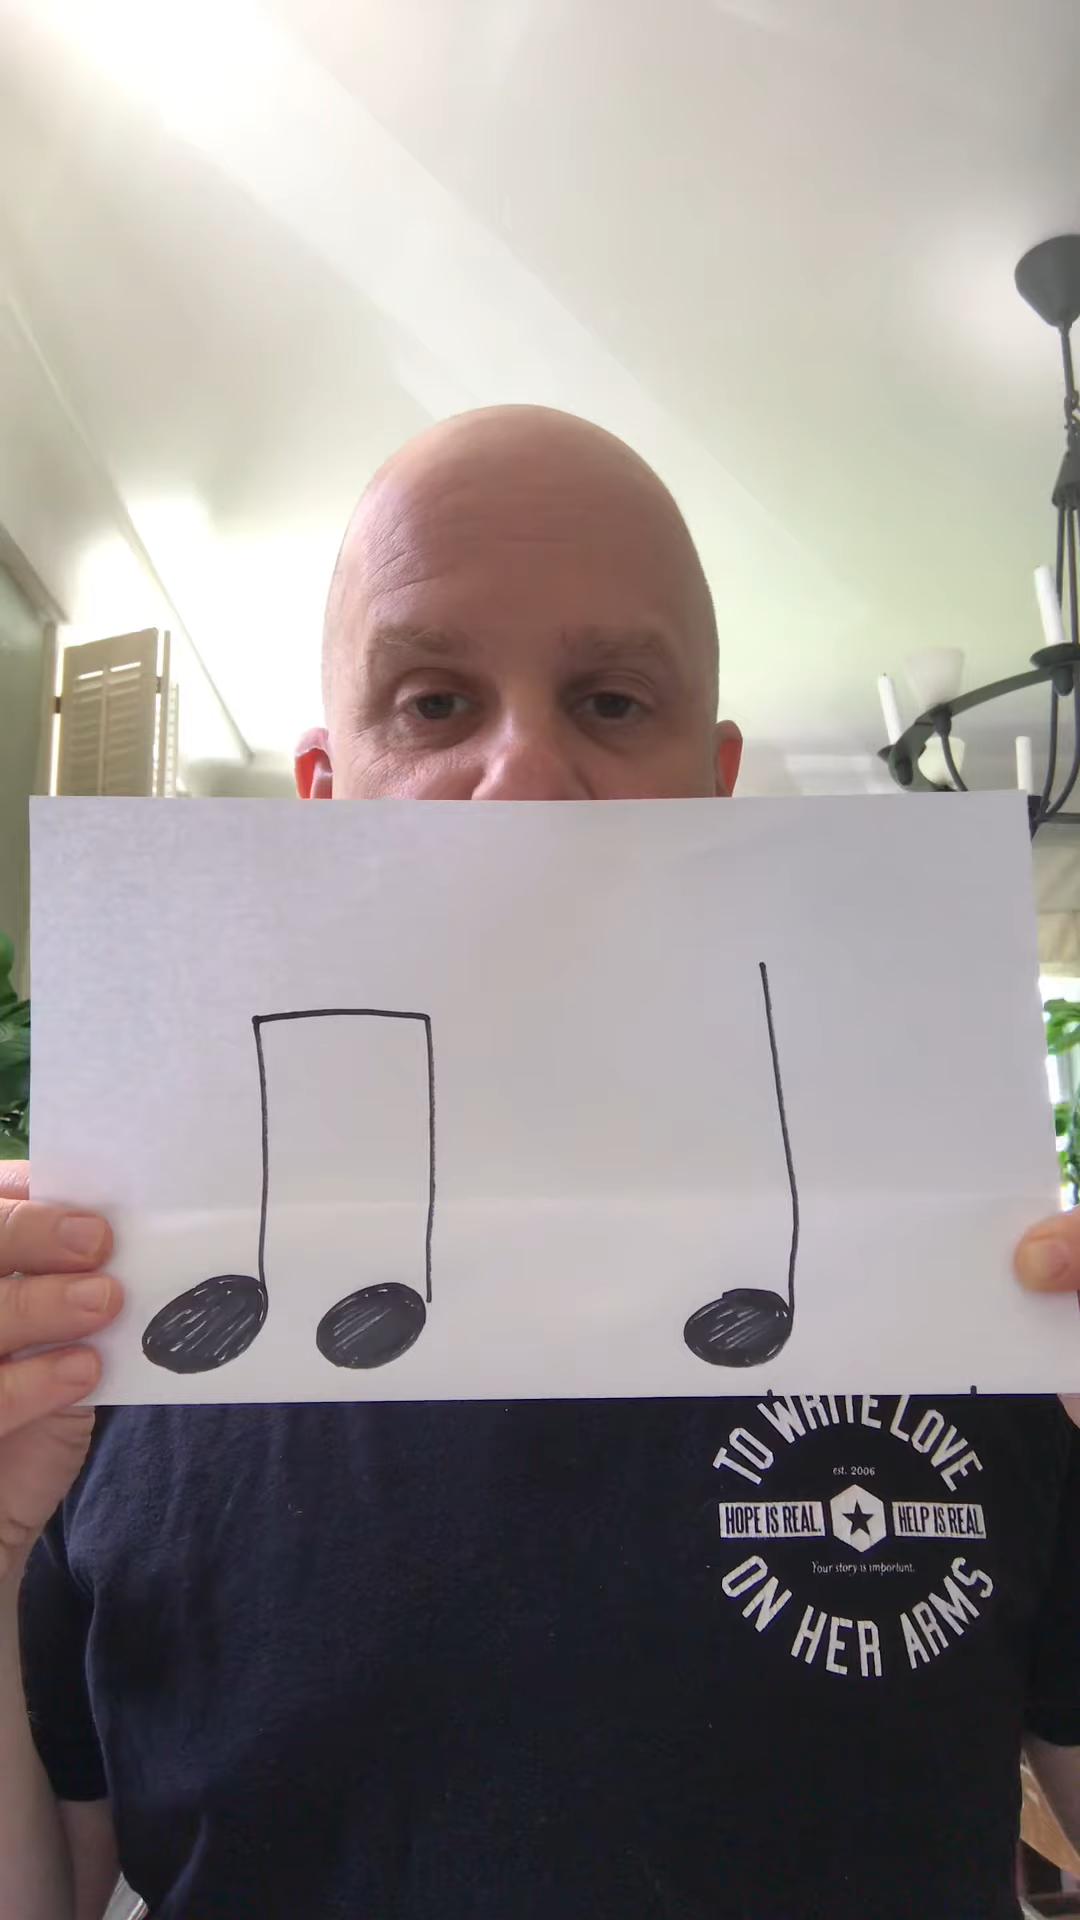 TO WRITE LOVE
est. 2006
HOPE IS REAL. HELP IS REAL.
Your story is important.
ON HER ARMS